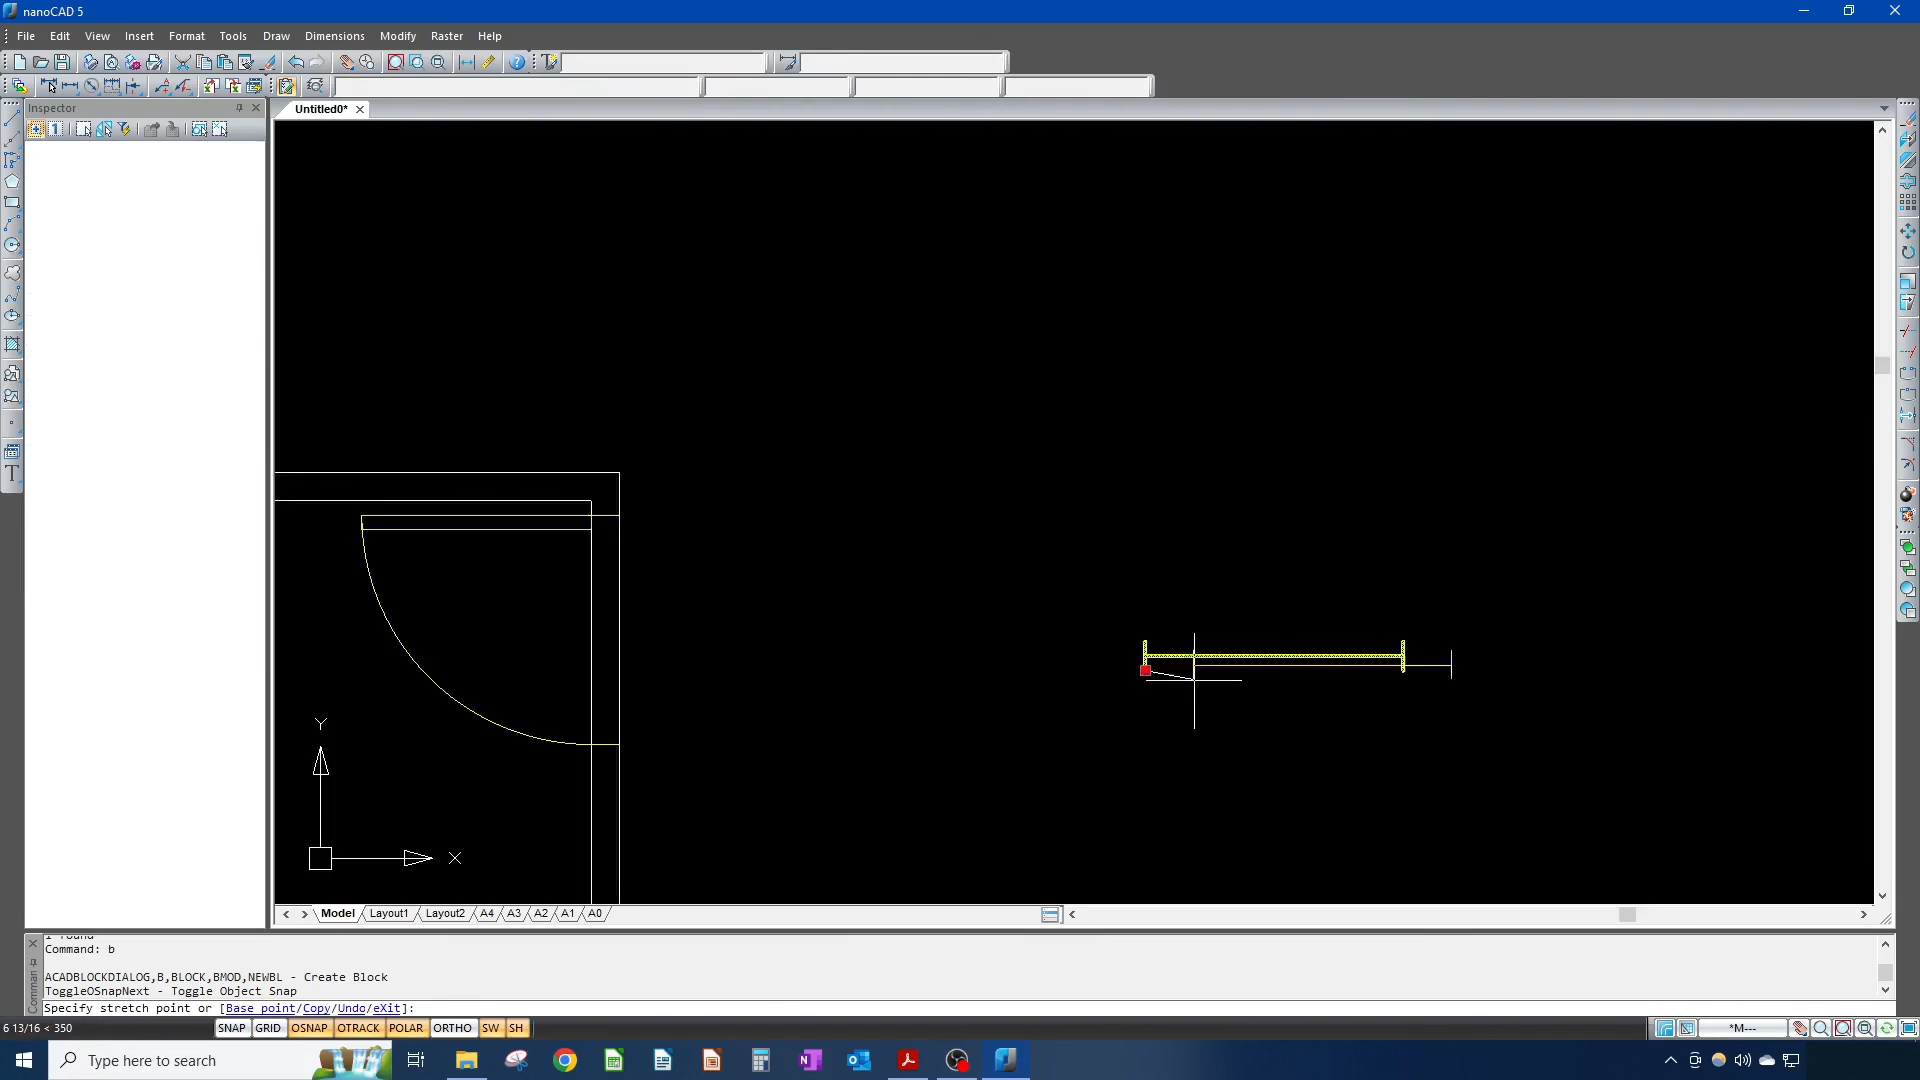 nanoCAD 5
File Edit View Insert Format Tools Draw Dimensions Modify Raster Help
Inspector
Untitled0*
1
T
Y
X
Model Layout1 Layout2 A4 A3 A2 A1 A0
1 found
Command: b
ACADBLOCKDIALOG,B,BLOCK,BMOD,NEWBL - Create Block
ToggleOSnapNext - Toggle Object Snap
Specify stretch point or [Base point/Copy/Undo/eXit]:
6 13/16 < 350 SNAP GRID OSNAP OTRACK POLAR ORTHO SW SH *M---
Type here to search